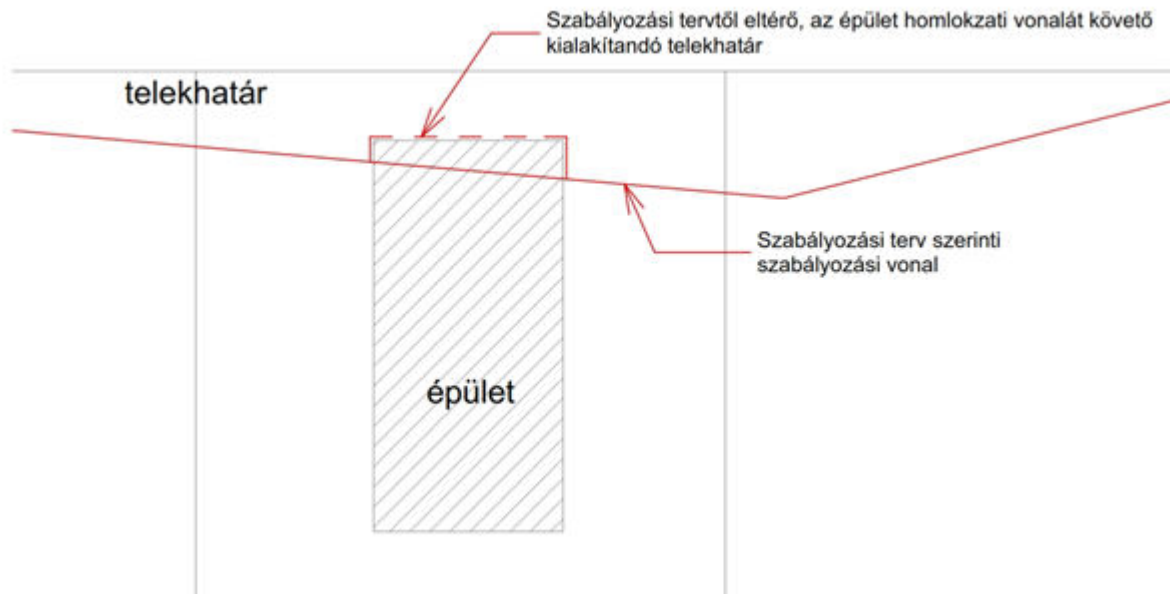 Szabályozási tervtől eltérő, az épület homlokzati vonalát követő
kialakítandó telekhatár
telekhatár
Szabályozási terv szerinti
szabályozási vonal
épület